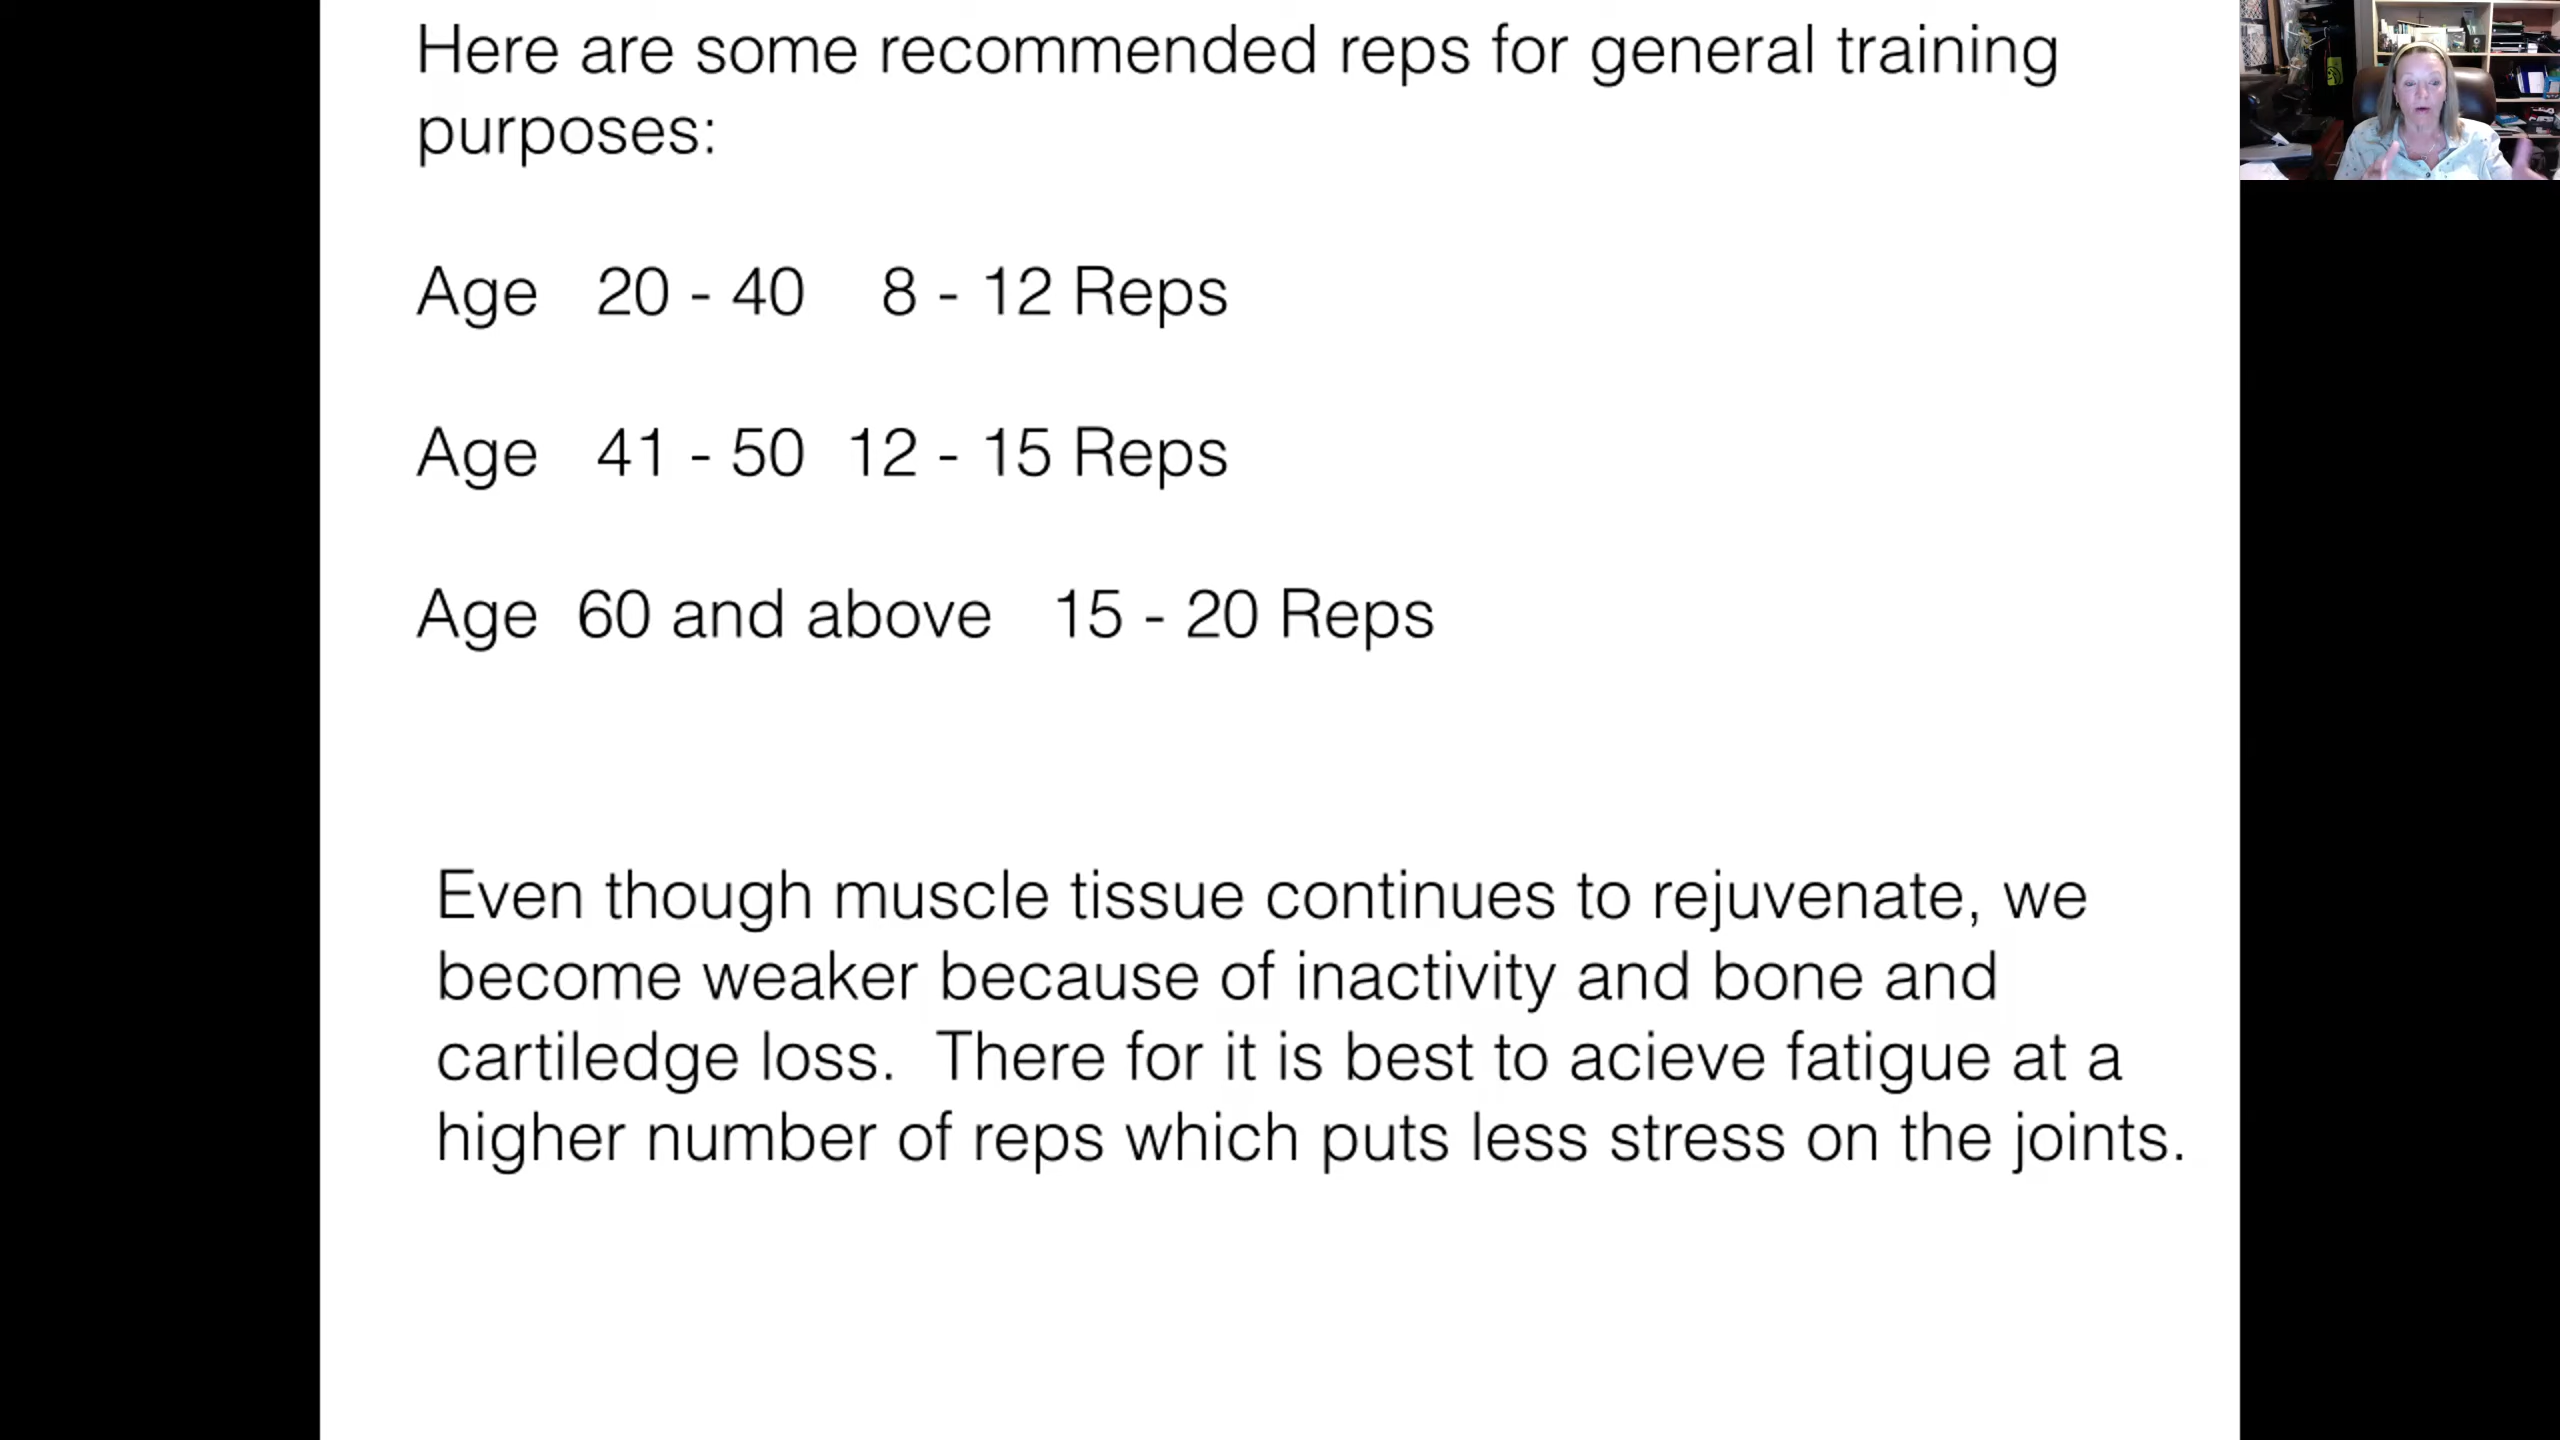 Here are some recommended reps for general training
purposes:
Age 20 - 40 8 - 12 Reps
Age 41 - 50 12 - 15 Reps
Age 60 and above 15 - 20 Reps
Even though muscle tissue continues to rejuvenate, we
become weaker because of inactivity and bone and
cartiledge loss. There for it is best to acieve fatigue at a
higher number of reps which puts less stress on the joints.